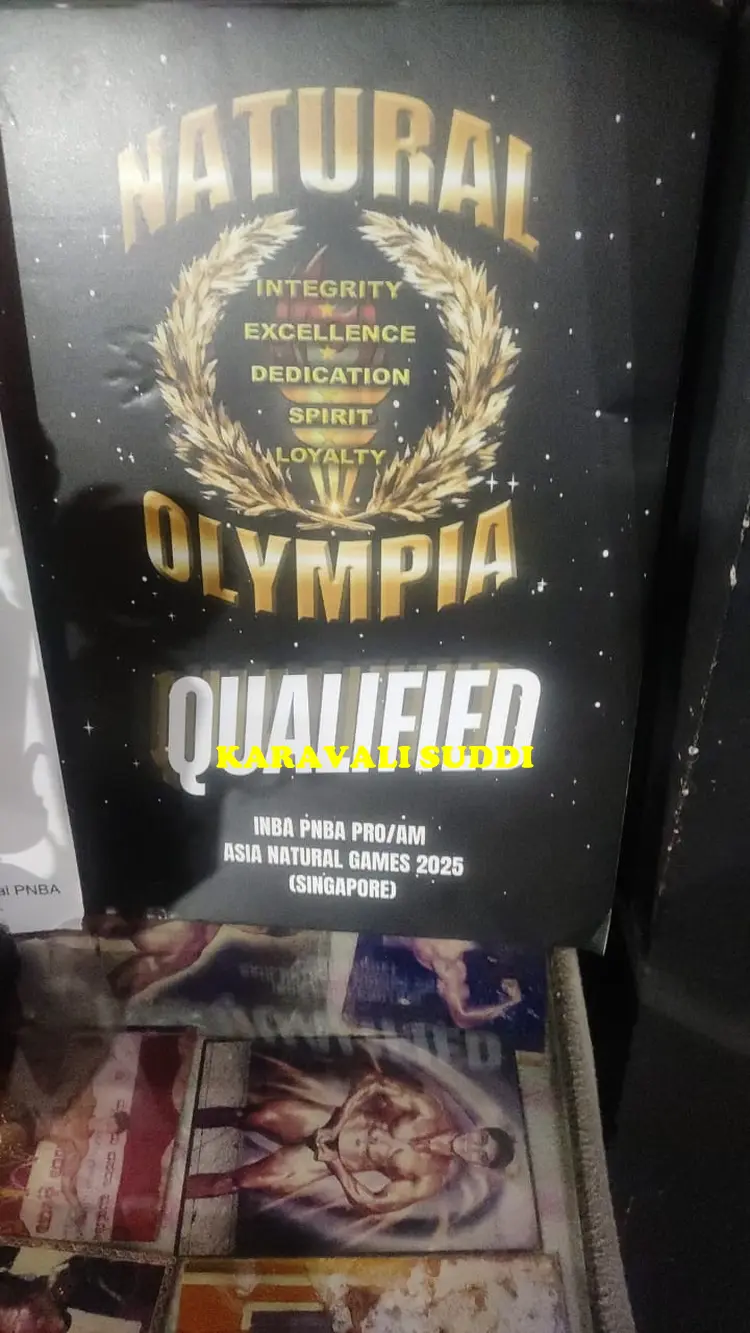 NATURAL
INTEGRITY
EXCELLENCE
DEDICATION
SPIRIT
LOYALTY
OLYMPIA
QUALIFIED
KARAVALI SUDDI
INBA PNBA PRO/AM
ASIA NATURAL GAMES 2025
(SINGAPORE)
PNBA